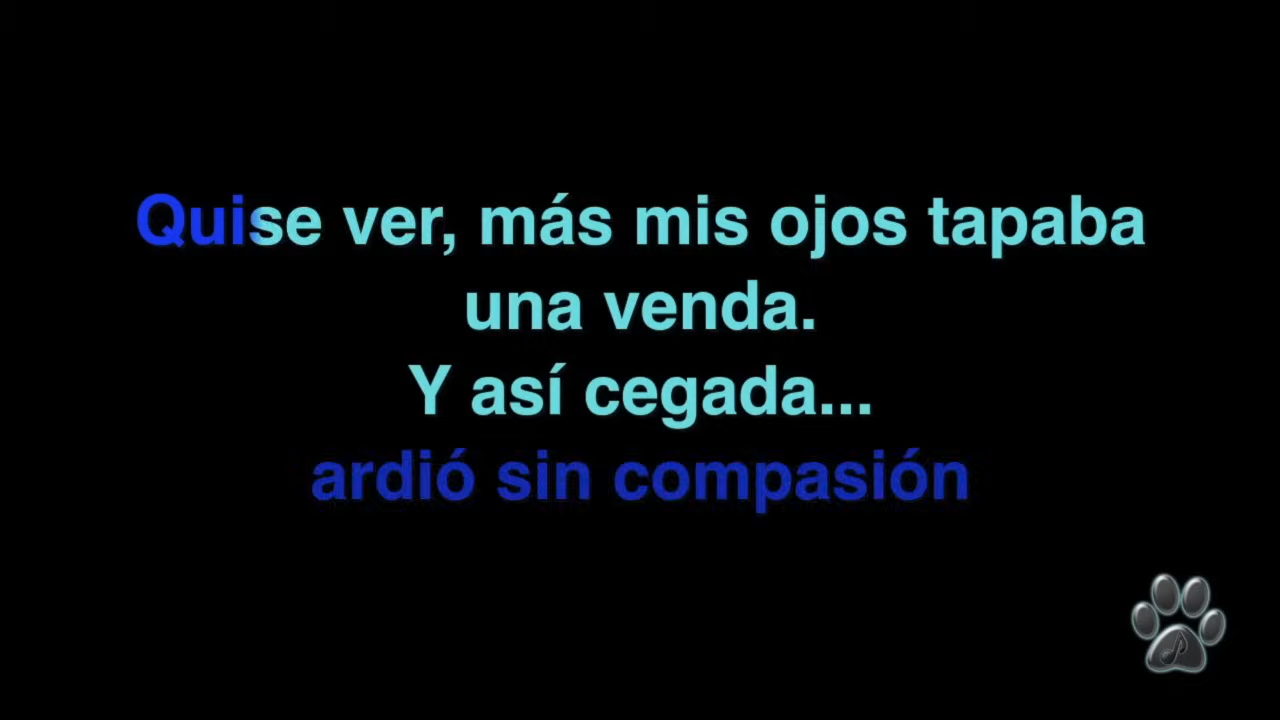 Quise ver, más mis ojos tapaba
una venda.
Y así cegada...
ardió sin compasión